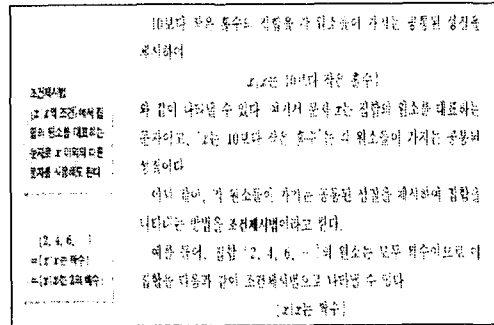 10보다 작은 홀수의 집합을 각 원소들이 가지는 공통된 성질을
제시하여
{x|x는 10보다 작은 홀수}
와 같이 나타낼 수 있다. 여기서 문자 x는 집합의 원소를 대표하는
문자이고, 'x는 10보다 작은 홀수'는 각 원소들이 가지는 공통된
성질이다.
이와 같이, 각 원소들이 가지는 공통된 성질을 제시하여 집합을
나타내는 방법을 조건제시법이라고 한다.
예를 들어, 집합 {2, 4, 6, …}의 원소는 모두 짝수이므로 이
집합을 다음과 같이 조건제시법으로 나타낼 수 있다.
{x|x는 짝수}
조건제시법
{x|x의 조건}에서 집
합의 원소를 대표하는
문자로 x 이외의 다른
문자를 사용해도 된다.
{2, 4, 6, …}
={x|x는 짝수}
={x|x는 2의 배수}